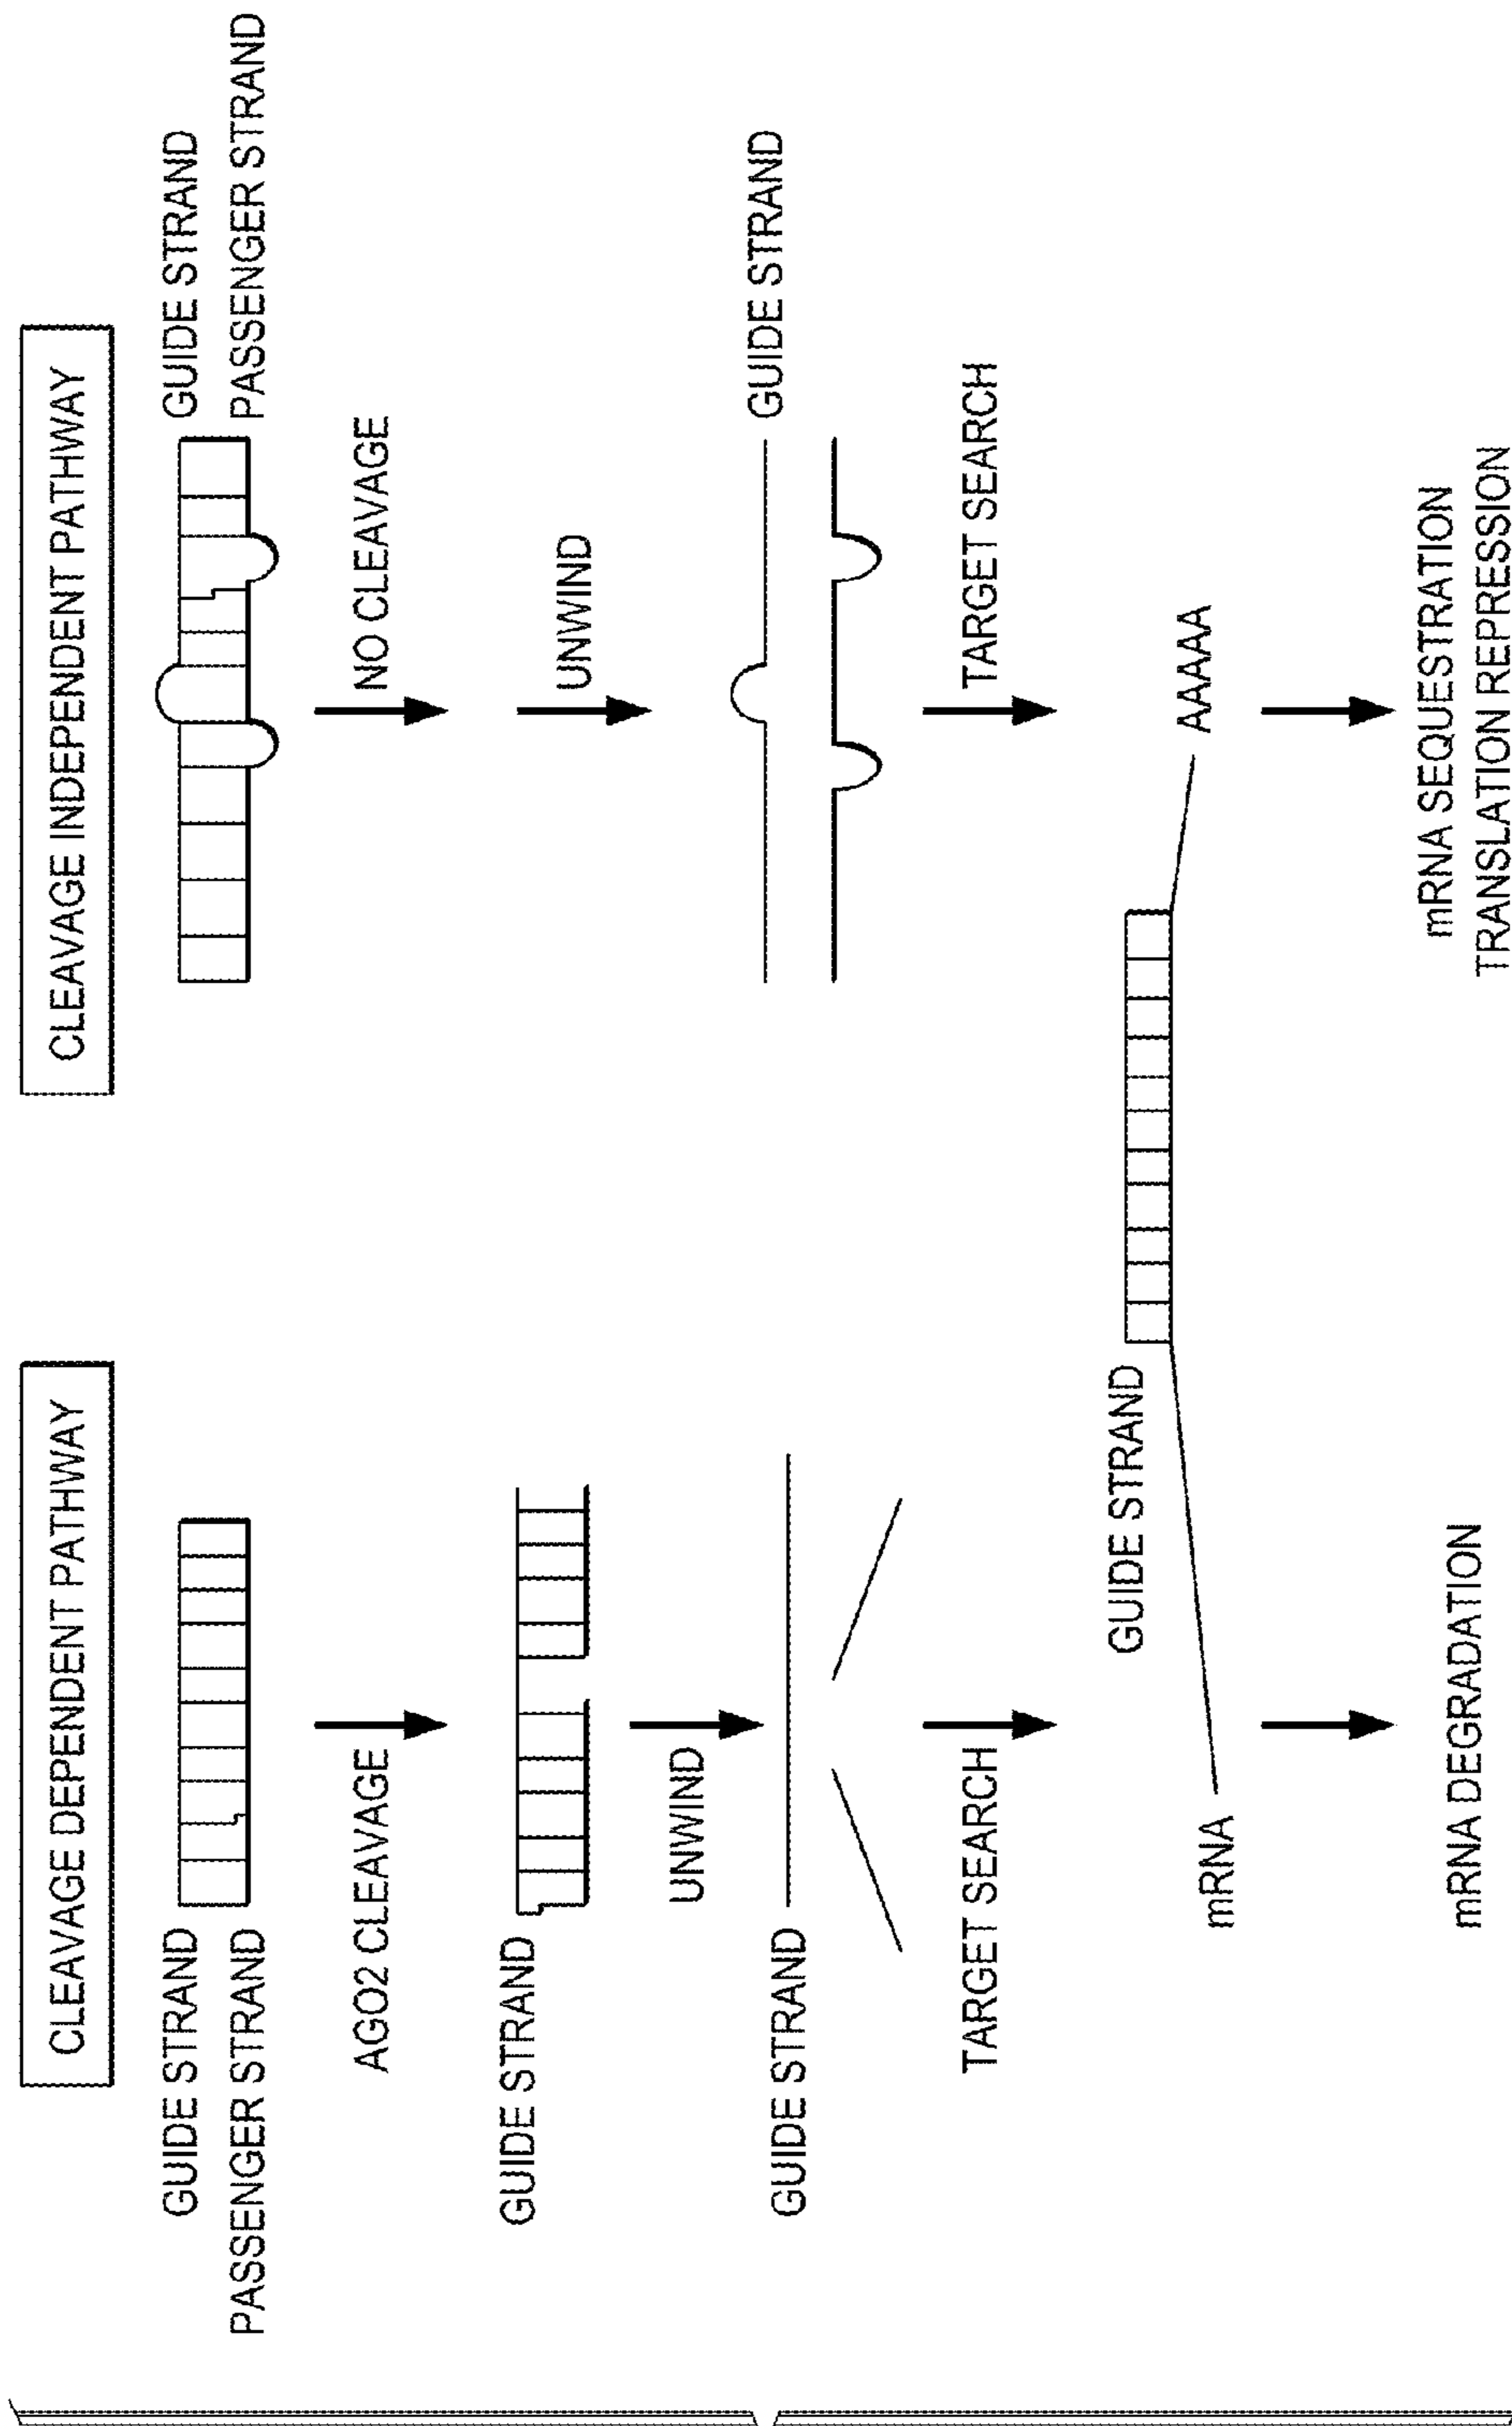 CLEAVAGE DEPENDENT PATHWAY
GUIDE STRAND
PASSENGER STRAND
AGO2 CLEAVAGE
GUIDE STRAND
UNWIND
GUIDE STRAND
TARGET SEARCH
CLEAVAGE INDEPENDENT PATHWAY
GUIDE STRAND
PASSENGER STRAND
NO CLEAVAGE
UNWIND
GUIDE STRAND
TARGET SEARCH
GUIDE STRAND
mRNA
AAAAA
mRNA DEGRADATION
mRNA SEQUESTRATION
TRANSLATION REPRESSION